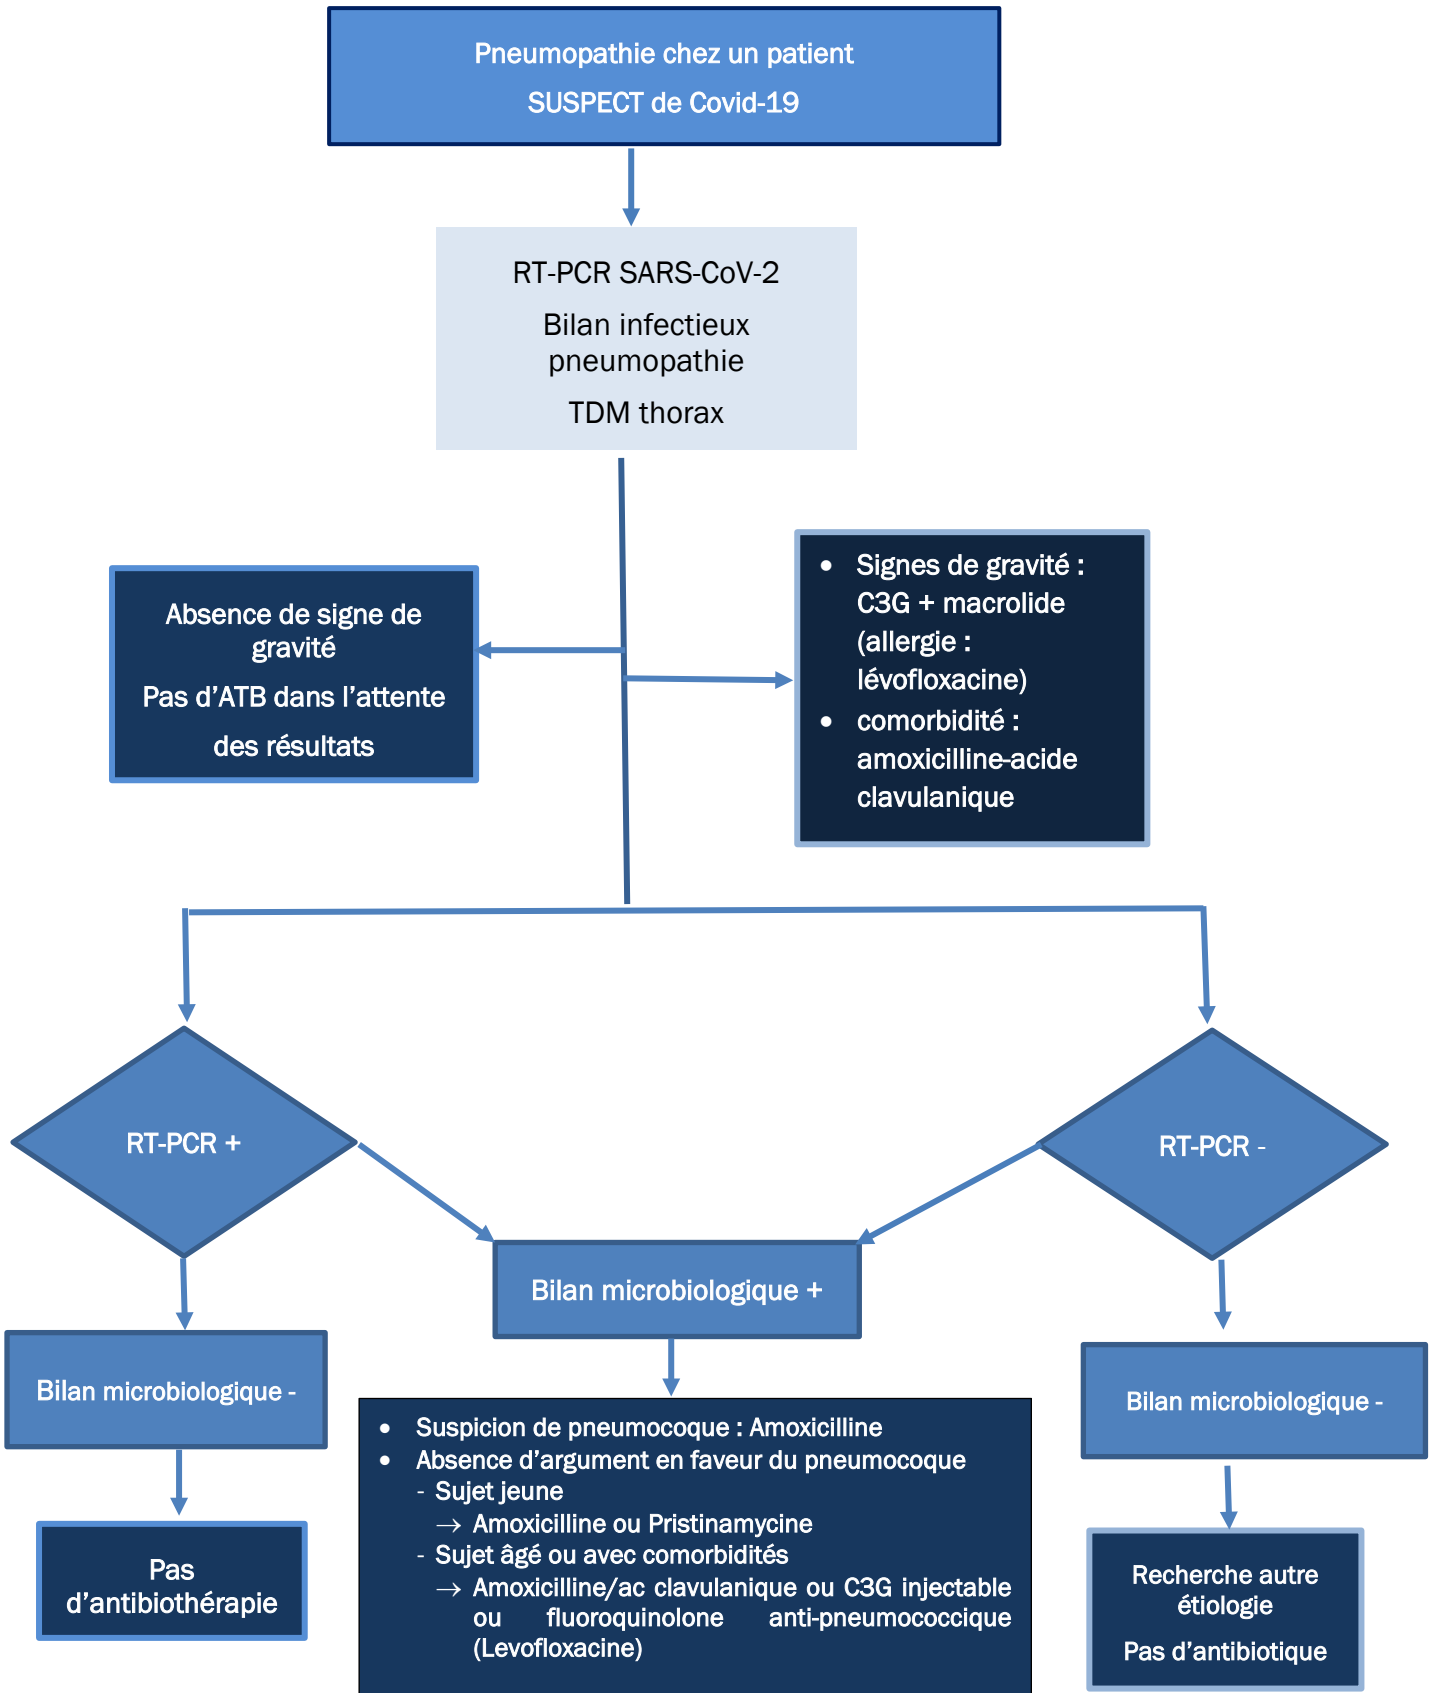 Pneumopathie chez un patient
SUSPECT de Covid-19
RT-PCR SARS-CoV-2
Bilan infectieux
pneumopathie
TDM thorax
Absence de signe de
gravité
Pas d’ATB dans l’attente
des résultats
• Signes de gravité :
C3G + macrolide
(allergie :
lévofloxacine)
• comorbidité :
amoxicilline-acide
clavulanique
RT-PCR +
RT-PCR -
Bilan microbiologique +
Bilan microbiologique -
Bilan microbiologique -
• Suspicion de pneumocoque : Amoxicilline
• Absence d’argument en faveur du pneumocoque
- Sujet jeune
→ Amoxicilline ou Pristinamycine
- Sujet âgé ou avec comorbidités
→ Amoxicilline/ac clavulanique ou C3G injectable
ou fluoroquinolone anti-pneumococcique
(Levofloxacine)
Pas
d’antibiothérapie
Recherche autre
étiologie
Pas d’antibiotique